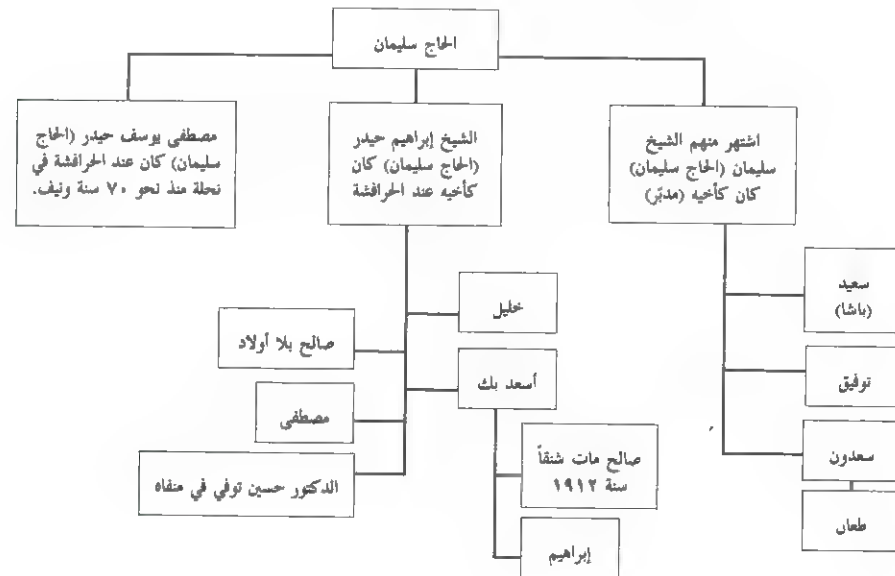 الحاج سليمان
اشتهر منهم الشيخ
سليمان (الحاج سليمان)
كان كأخيه (مدبّر)
الشيخ إبراهيم حيدر
(الحاج سليمان) كان
كأخيه عند الحرافشة
مصطفى يوسف حيدر (الحاج
سليمان) كان عند الحرافشة في
نحلة منذ نحو ٧٠ سنة ونيف.
سعيد
(باشا)
توفيق
سعدون
طعان
خليل
أسعد بك
صالح مات شنقاً
سنة ١٩١٢
إبراهيم
صالح بلا أولاد
مصطفى
الدكتور حسين توفي في منفاه